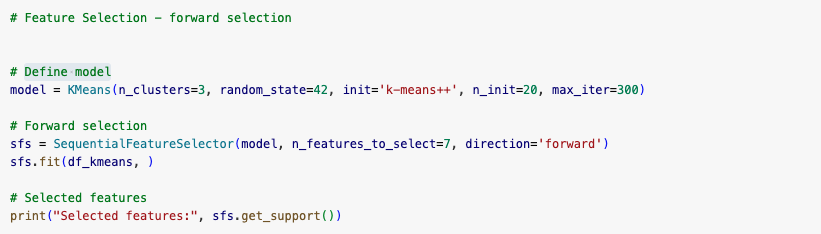 # Feature Selection - forward selection
# Define model
model = KMeans(n_clusters=3, random_state=42, init='k-means++', n_init=20, max_iter=300)
# Forward selection
sfs = SequentialFeatureSelector(model, n_features_to_select=7, direction='forward')
sfs.fit(df_kmeans, )
# Selected features
print("Selected features:", sfs.get_support())